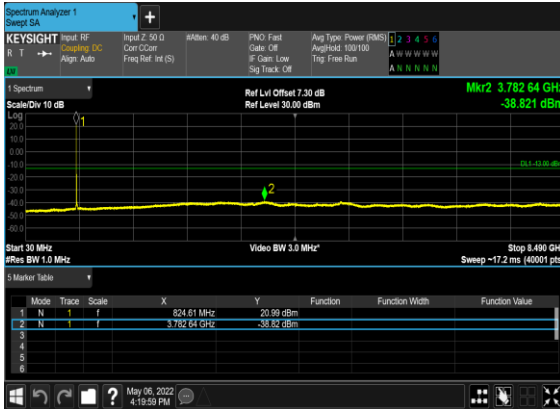 Spectrum Analyzer 1
Swept SA
+
KEYSIGHT
R T
Input: RF
Coupling: DC
Align: Auto
Input Z: 50 Ω
Corr CCorr
Freq Ref: Int (S)
#Atten: 40 dB
PNO: Fast
Gate: Off
IF Gain: Low
Sig Track: Off
Avg Type: Power (RMS)
Avg|Hold: 100/100
Trig: Free Run
1 2 3 4 5 6
A W W W W W
A N N N N N
1 Spectrum
Scale/Div 10 dB
Ref Lvl Offset 7.30 dB
Ref Level 30.00 dBm
Mkr2 3.782 64 GHz
-38.821 dBm
Log
20.0
10.0
0.00
-10.0
-20.0
-30.0
-40.0
-50.0
-60.0
1
2
DL1 -13.00 dBm
Start 30 MHz
#Res BW 1.0 MHz
Video BW 3.0 MHz*
Stop 8.490 GH
Sweep ~17.2 ms (40001 pts
5 Marker Table
Mode Trace Scale X Y Function Function Width Function Value
1 N 1 f 824.61 MHz 20.99 dBm
2 N 1 f 3.782 64 GHz -38.82 dBm
3
4
5
6
? May 06, 2022
4:19:59 PM